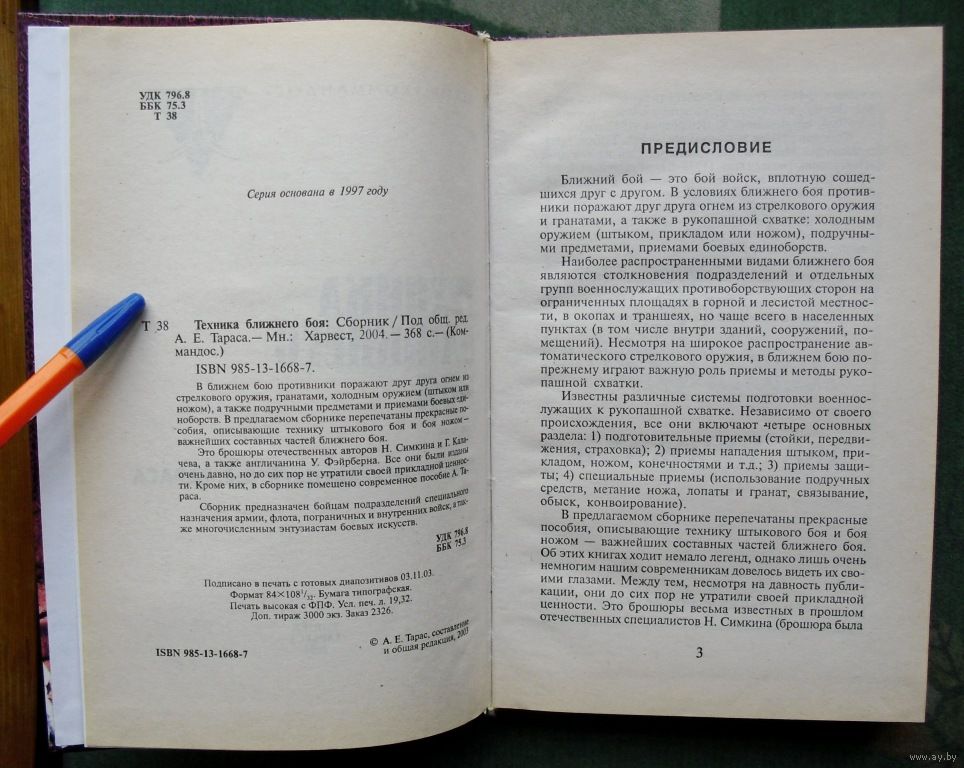 УДК 796.8
ББК 75.3
Т 38
Серия основана в 1997 году
Т 38 Техника ближнего боя: Сборник / Под общ. ред.
А. Е. Тараса.— Мн.: Харвест, 2004.— 368 с.— (Ком-
мандос.)
ISBN 985-13-1668-7.
В ближнем бою противники поражают друг друга огнем из
стрелкового оружия, гранатами, холодным оружием (штыком или
ножом), а также подручными предметами и приемами боевых еди-
ноборств. В предлагаемом сборнике перепечатаны прекрасные по-
собия, описывающие технику штыкового боя и боя ножом —
важнейших составных частей ближнего боя.
Это брошюры отечественных авторов Н. Симкина и Г. Кала-
чева, а также англичанина У. Фэйрберна. Все они были изданы
очень давно, но до сих пор не утратили своей прикладной ценнос-
ти. Кроме них, в сборнике помещено современное пособие А. Та-
раса.
Сборник предназначен бойцам подразделений специального
назначения армии, флота, пограничных и внутренних войск, а так-
же многочисленным энтузиастам боевых искусств.
УДК 796.8
ББК 75.3
Подписано в печать с готовых диапозитивов 03.11.03.
Формат 84×108¹/₃₂. Бумага типографская.
Печать высокая с ФПФ. Усл. печ. л. 19,32.
Доп. тираж 3000 экз. Заказ 2326.
© А. Е. Тарас, составление
и общая редакция, 2003
ISBN 985-13-1668-7
ПРЕДИСЛОВИЕ
Ближний бой — это бой войск, вплотную сошед-
шихся друг с другом. В условиях ближнего боя против-
ники поражают друг друга огнем из стрелкового оружия
и гранатами, а также в рукопашной схватке: холодным
оружием (штыком, прикладом или ножом), подручны-
ми предметами, приемами боевых единоборств.
Наиболее распространенными видами ближнего боя
являются столкновения подразделений и отдельных
групп военнослужащих противоборствующих сторон на
ограниченных площадях в горной и лесистой местнос-
ти, в окопах и траншеях, но чаще всего в населенных
пунктах (в том числе внутри зданий, сооружений, по-
мещений). Несмотря на широкое распространение ав-
томатического стрелкового оружия, в ближнем бою по-
прежнему играют важную роль приемы и методы руко-
пашной схватки.
Известны различные системы подготовки военнос-
лужащих к рукопашной схватке. Независимо от своего
происхождения, все они включают четыре основных
раздела: 1) подготовительные приемы (стойки, передви-
жения, страховка); 2) приемы нападения штыком, при-
кладом, ножом, конечностями и т.д.; 3) приемы защи-
ты; 4) специальные приемы (использование подручных
средств, метание ножа, лопаты и гранат, связывание,
обыск, конвоирование).
В предлагаемом сборнике перепечатаны прекрасные
пособия, описывающие технику штыкового боя и боя
ножом — важнейших составных частей ближнего боя.
Об этих книгах ходит немало легенд, однако лишь очень
немногим нашим современникам довелось видеть их сво-
ими глазами. Между тем, несмотря на давность публи-
кации, они до сих пор не утратили своей прикладной
ценности. Это брошюры весьма известных в прошлом
отечественных специалистов Н. Симкина (брошюра была
3
www.ay.by